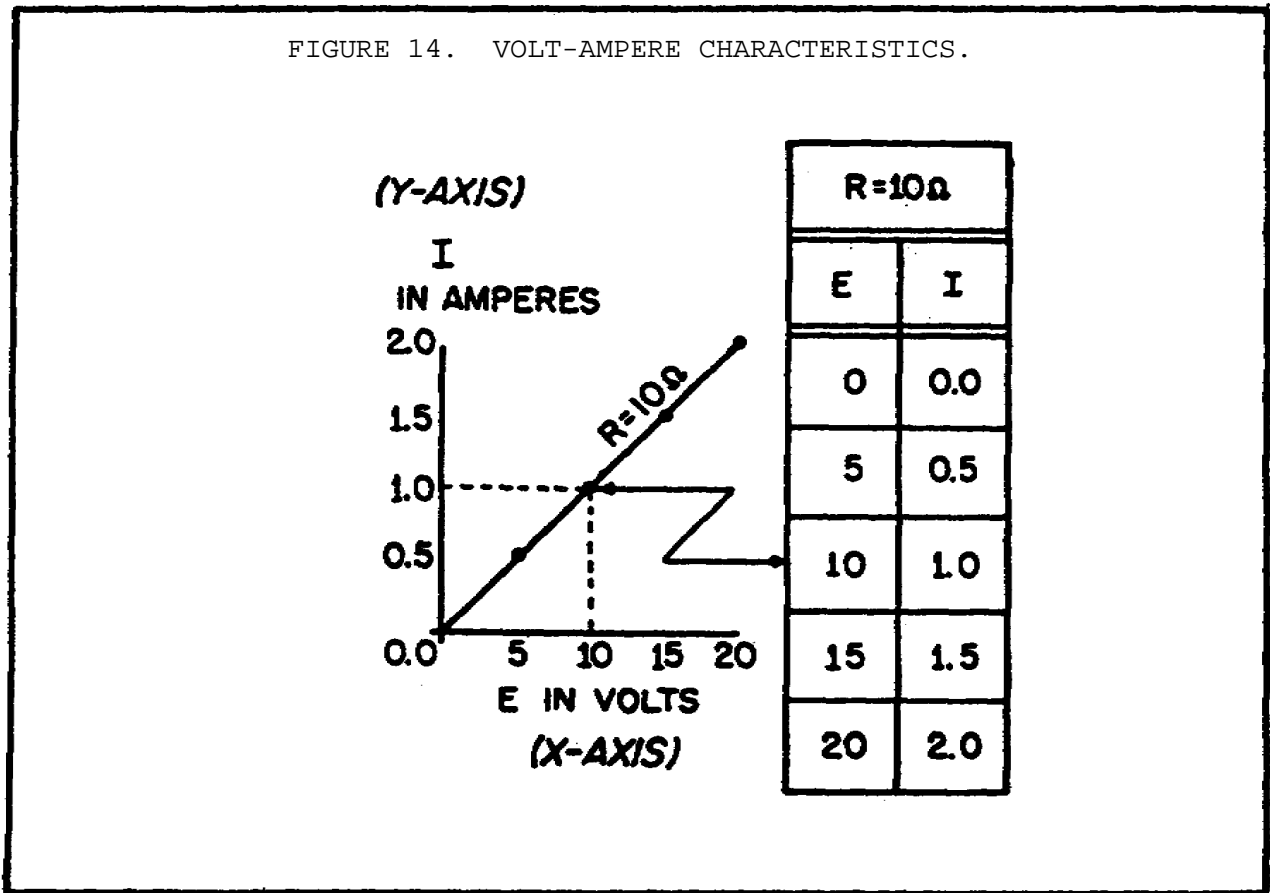 FIGURE 14. VOLT-AMPERE CHARACTERISTICS.
(Y-AXIS)
I
IN AMPERES
2.0
1.5
1.0
0.5
0.0
5 10 15 20
E IN VOLTS
(X-AXIS)
R=10Ω
R=10Ω
E I
0 0.0
5 0.5
10 1.0
15 1.5
20 2.0